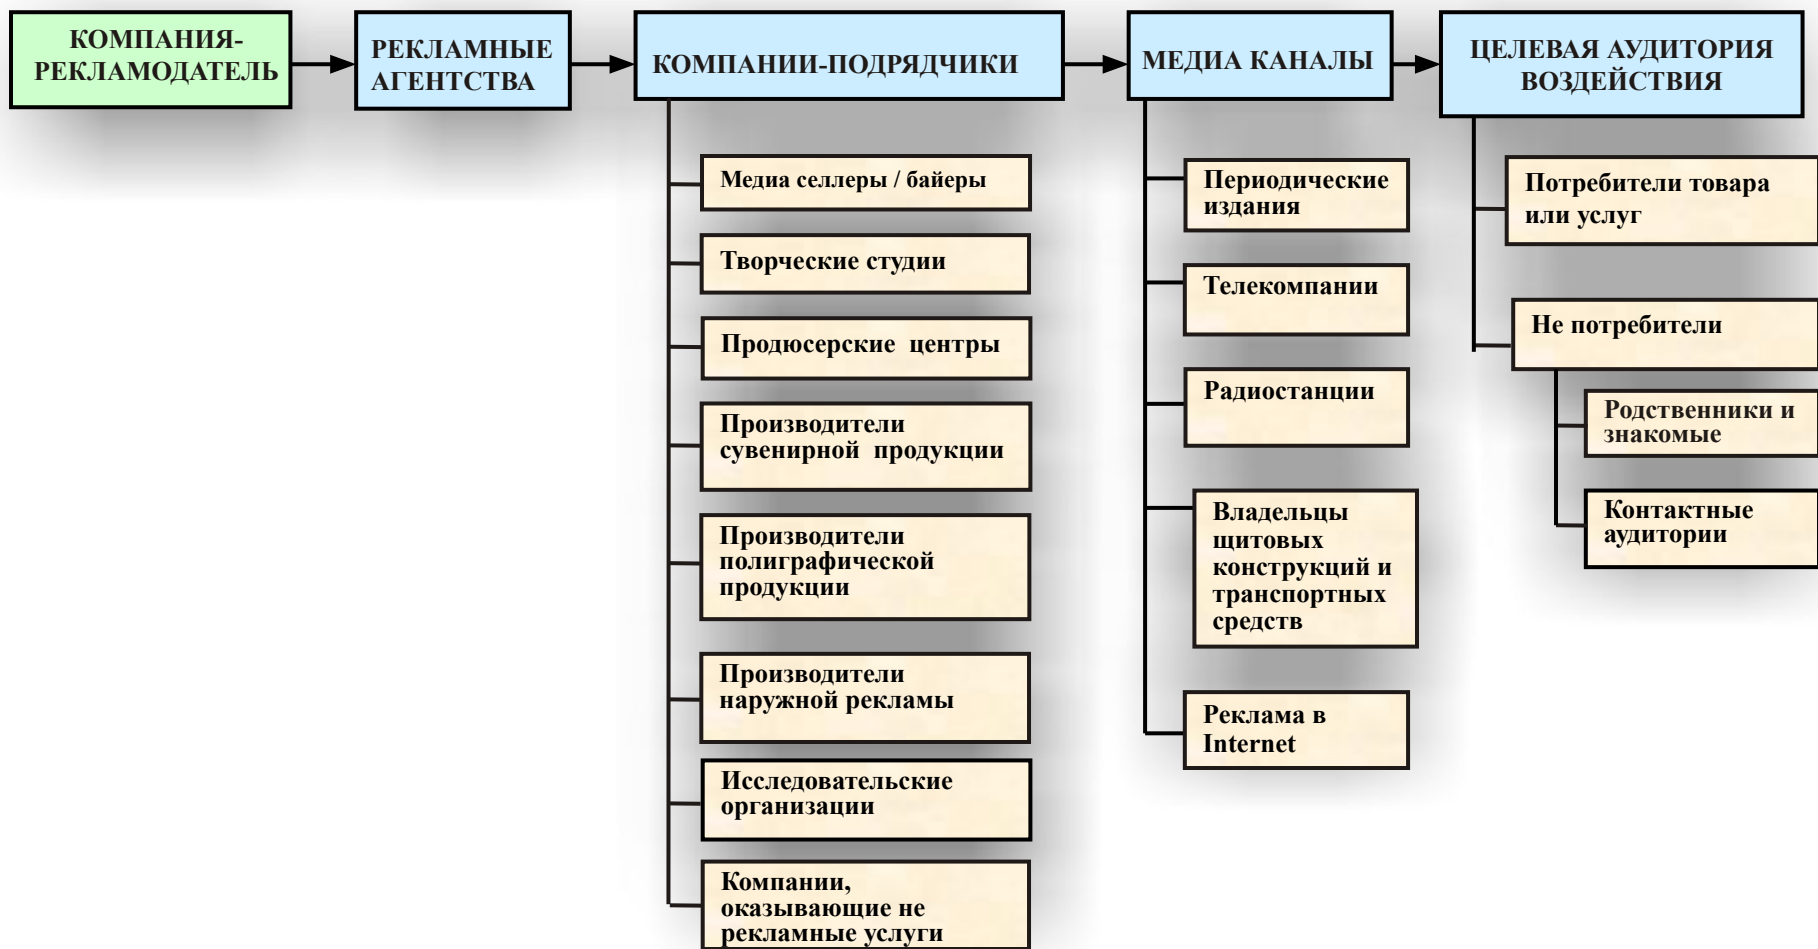 КОМПАНИЯ-
РЕКЛАМОДАТЕЛЬ
РЕКЛАМНЫЕ
АГЕНТСТВА
КОМПАНИИ-ПОДРЯДЧИКИ
МЕДИА КАНАЛЫ
ЦЕЛЕВАЯ АУДИТОРИЯ
ВОЗДЕЙСТВИЯ
Медиа селлеры / байеры
Творческие студии
Продюсерские центры
Производители
сувенирной продукции
Производители
полиграфической
продукции
Производители
наружной рекламы
Исследовательские
организации
Компании,
оказывающие не
рекламные услуги
Периодические
издания
Телекомпании
Радиостанции
Владельцы
щитовых
конструкций и
транспортных
средств
Реклама в
Internet
Потребители товара
или услуг
Не потребители
Родственники и
знакомые
Контактные
аудитории